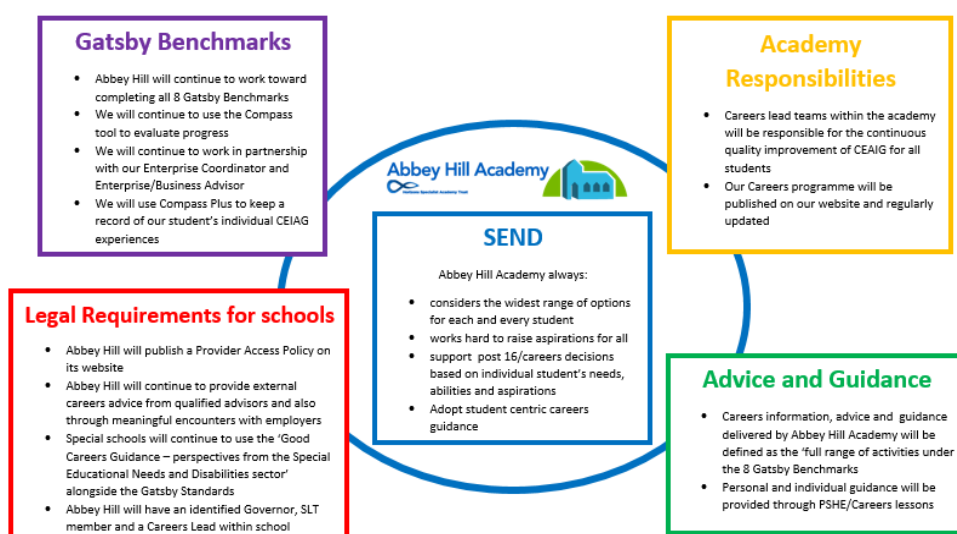 Gatsby Benchmarks
• Abbey Hill will continue to work toward
completing all 8 Gatsby Benchmarks
• We will continue to use the Compass
tool to evaluate progress
• We will continue to work in partnership
with our Enterprise Coordinator and
Enterprise/Business Advisor
• We will use Compass Plus to keep a
record of our student's individual CEIAG
experiences
Academy
Responsibilities
• Careers lead teams within the academy
will be responsible for the continuous
quality improvement of CEAIG for all
students
• Our Careers programme will be
published on our website and regularly
updated
Abbey Hill Academy
Specialist Academy Trust
SEND
Abbey Hill Academy always:
• considers the widest range of options
for each and every student
• works hard to raise aspirations for all
• support post 16/careers decisions
based on individual student's needs,
abilities and aspirations
• Adopt student centric careers
guidance
Legal Requirements for schools
• Abbey Hill will publish a Provider Access Policy on
its website
• Abbey Hill will continue to provide external
careers advice from qualified advisors and also
through meaningful encounters with employers
• Special schools will continue to use the 'Good
Careers Guidance – perspectives from the Special
Educational Needs and Disabilities sector'
alongside the Gatsby Standards
• Abbey Hill will have an identified Governor, SLT
member and a Careers Lead within school
Advice and Guidance
• Careers information, advice and guidance
delivered by Abbey Hill Academy will be
defined as the 'full range of activities under
the 8 Gatsby Benchmarks
• Personal and individual guidance will be
provided through PSHE/Careers lessons